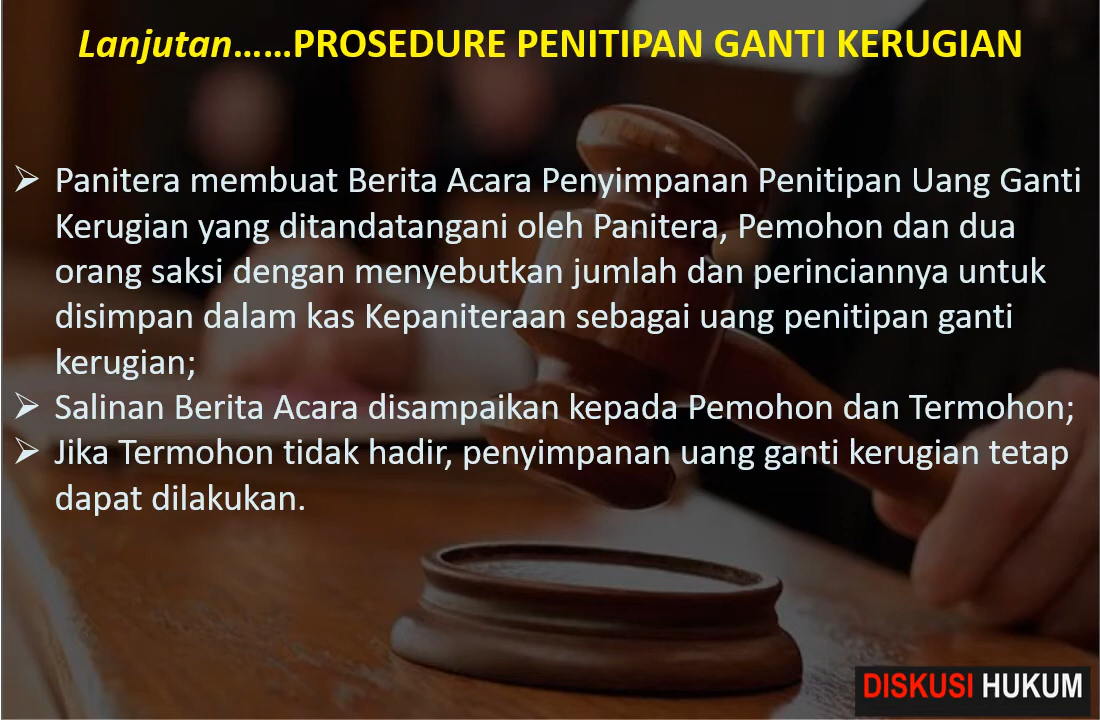 Lanjutan......PROSEDURE PENITIPAN GANTI KERUGIAN
➢ Panitera membuat Berita Acara Penyimpanan Penitipan Uang Ganti
Kerugian yang ditandatangani oleh Panitera, Pemohon dan dua
orang saksi dengan menyebutkan jumlah dan perinciannya untuk
disimpan dalam kas Kepaniteraan sebagai uang penitipan ganti
kerugian;
➢ Salinan Berita Acara disampaikan kepada Pemohon dan Termohon;
➢ Jika Termohon tidak hadir, penyimpanan uang ganti kerugian tetap
dapat dilakukan.
DISKUSI HUKUM